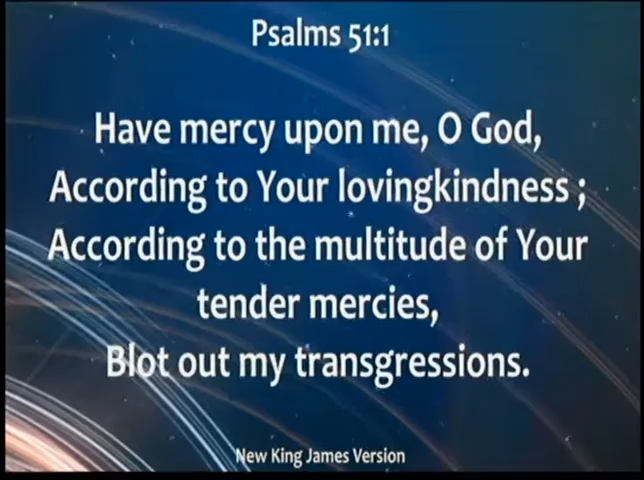 Psalms 51:1
Have mercy upon me, O God,
According to Your lovingkindness ;
According to the multitude of Your
tender mercies,
Blot out my transgressions.
New King James Version